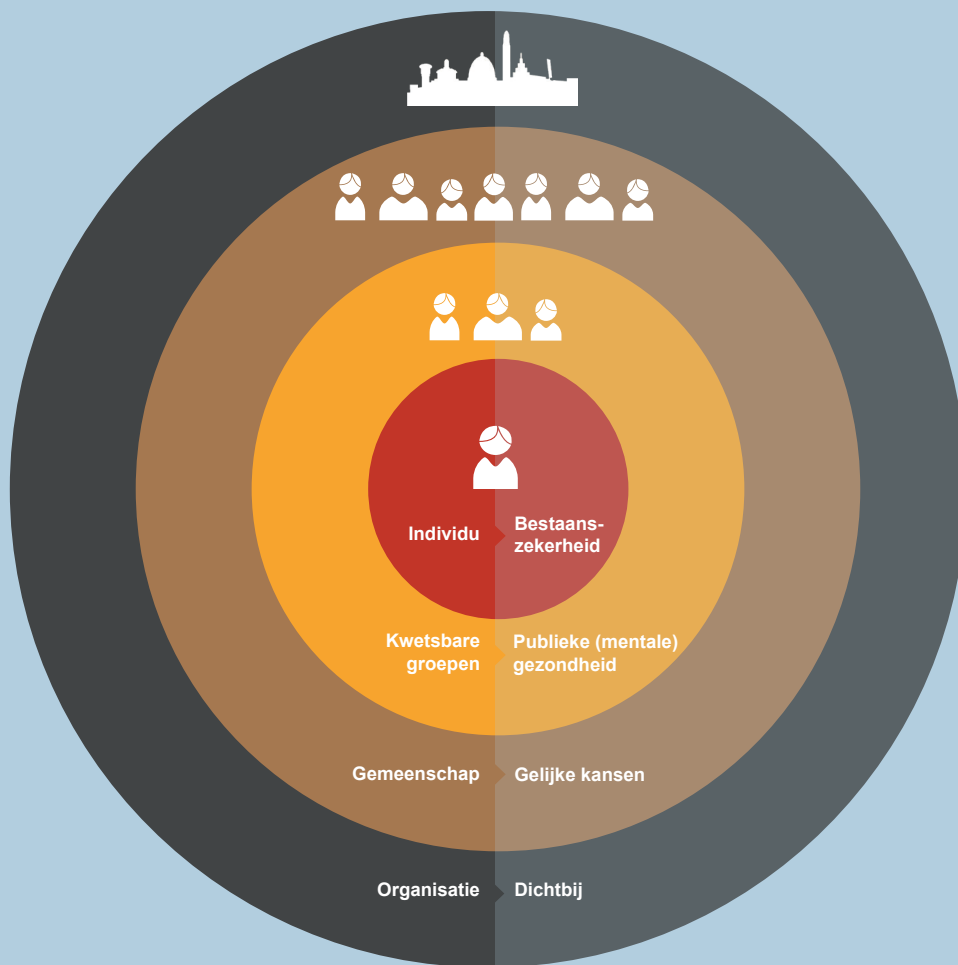 Individu
Bestaans-
zekerheid
Kwetsbare
groepen
Publieke (mentale)
gezondheid
Gemeenschap
Gelijke kansen
Organisatie
Dichtbij